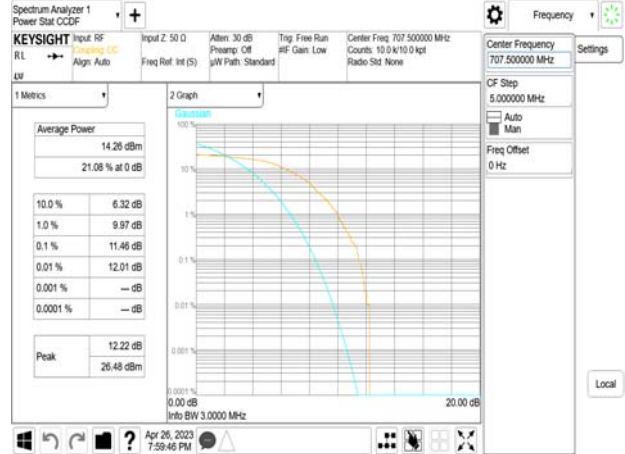 Spectrum Analyzer 1
Power Stat CCDF
+
Frequency
KEYSIGHT
RL
Input: RF
Coupling: DC
Align: Auto
Input Z: 50 Ω
Freq Ref: Int (S)
Atten: 30 dB
Preamp: Off
µW Path: Standard
Trig: Free Run
#IF Gain: Low
Center Freq: 707.500000 MHz
Counts: 10.0 k/10.0 kpt
Radio Std: None
Center Frequency
707.500000 MHz
Settings
CF Step
5.000000 MHz
Auto
Man
Freq Offset
0 Hz
Local
1 Metrics
Average Power
14.26 dBm
21.08 % at 0 dB
10.0 % 6.32 dB
1.0 % 9.97 dB
0.1 % 11.46 dB
0.01 % 12.01 dB
0.001 % --- dB
0.0001 % --- dB
Peak
12.22 dB
26.48 dBm
2 Graph
Gaussian
100 %
10 %
1 %
0.1 %
0.01 %
0.001 %
0.0001 %
0.00 dB
20.00 dB
Info BW 3.0000 MHz
?
Apr 26, 2023
7:59:46 PM